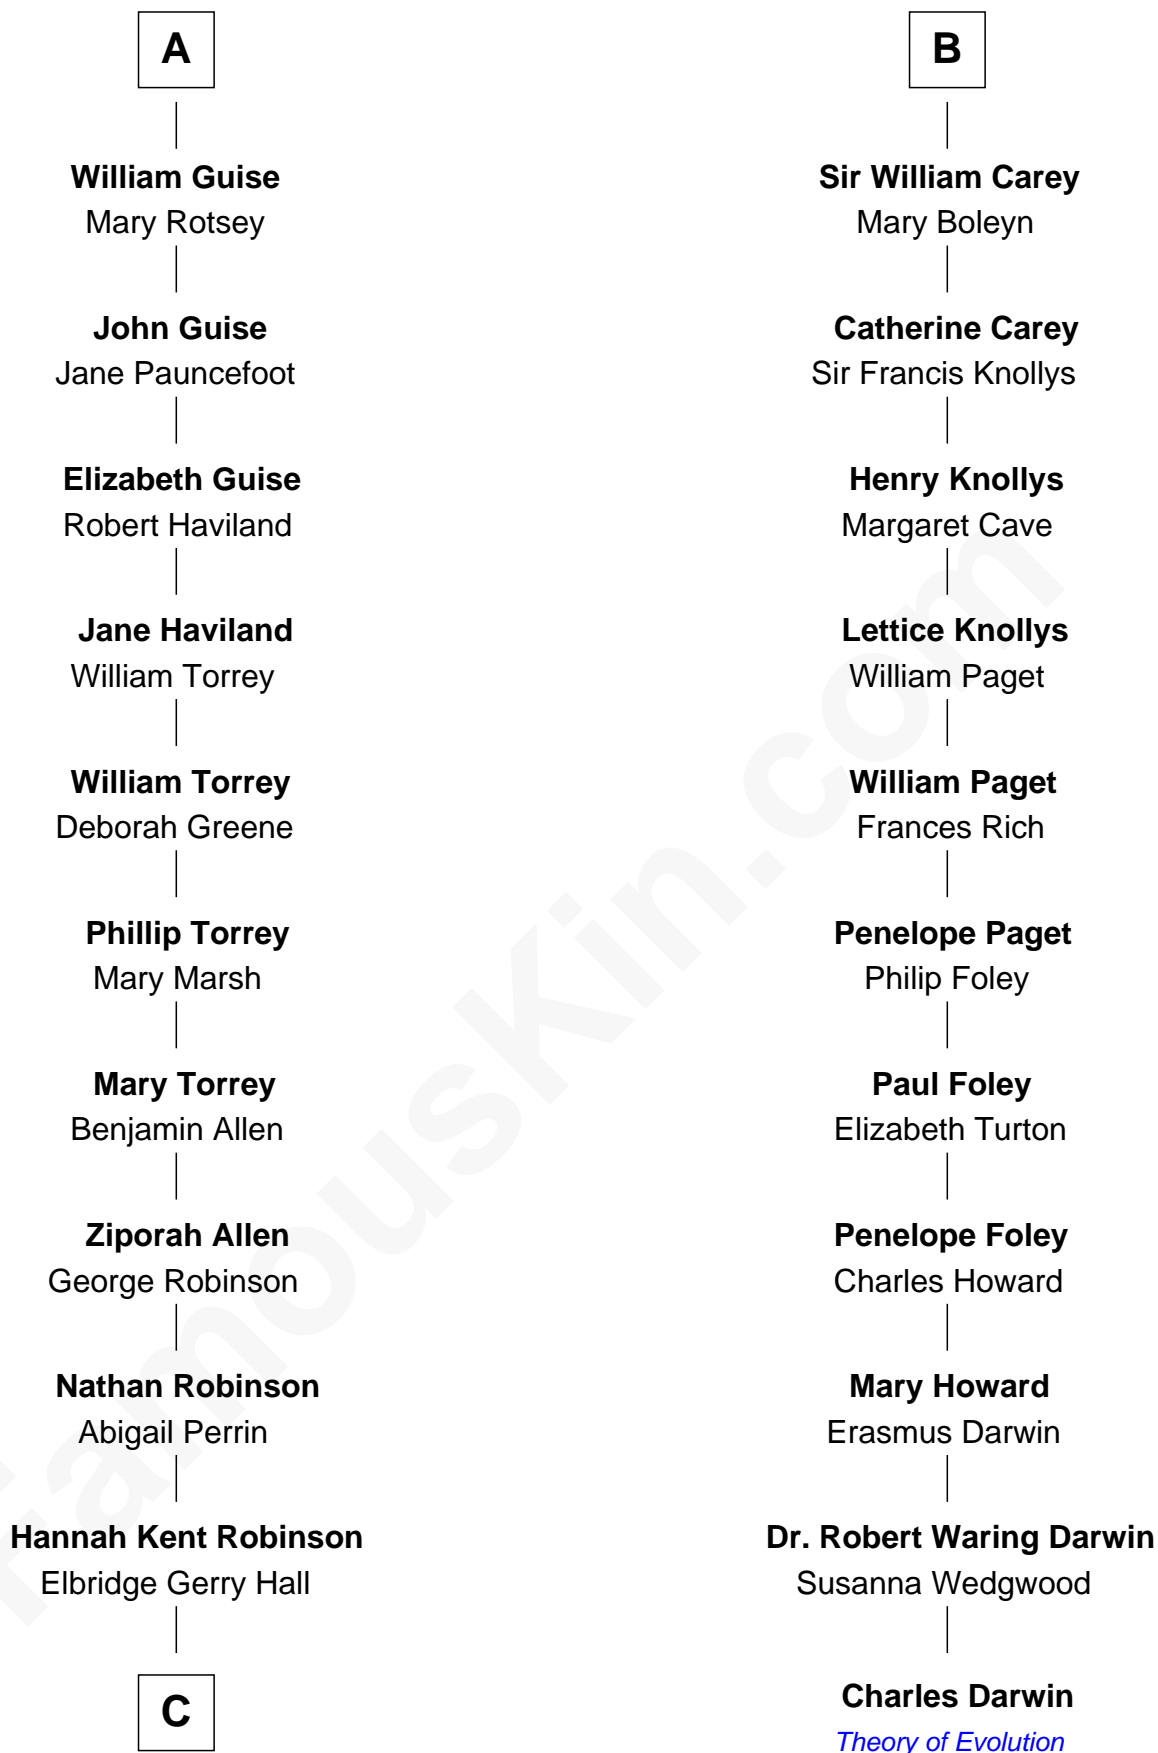 A
William Guise
Mary Rotsey
John Guise
Jane Pauncefoot
Elizabeth Guise
Robert Haviland
Jane Haviland
William Torrey
William Torrey
Deborah Greene
Phillip Torrey
Mary Marsh
Mary Torrey
Benjamin Allen
Ziporah Allen
George Robinson
Nathan Robinson
Abigail Perrin
Hannah Kent Robinson
Elbridge Gerry Hall
C
B
Sir William Carey
Mary Boleyn
Catherine Carey
Sir Francis Knollys
Henry Knollys
Margaret Cave
Lettice Knollys
William Paget
William Paget
Frances Rich
Penelope Paget
Philip Foley
Paul Foley
Elizabeth Turton
Penelope Foley
Charles Howard
Mary Howard
Erasmus Darwin
Dr. Robert Waring Darwin
Susanna Wedgwood
Charles Darwin
Theory of Evolution
FamousKin.com